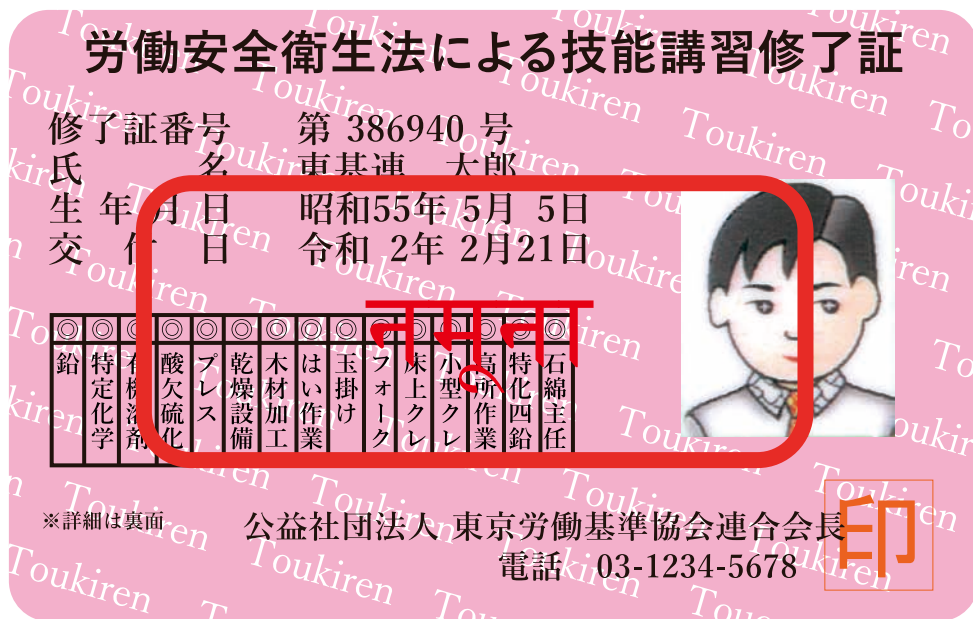 労働安全衛生法による技能講習修了証
修了証番号 第 386940 号
氏名 東基連 太郎
生年月日 昭和55年 5月 5日
交付日 令和 2年 2月21日
नमूना
◎ ◎ ◎ ◎ ◎ ◎ ◎ ◎ ◎ ◎ ◎ ◎ ◎ ◎ ◎
鉛
特定化学
有機溶剤
酸欠硫化
プレス
乾燥設備
木材加工
はい作業
玉掛け
フォーク
床上クレ
小型クレ
高所作業
特化四鉛
石綿主任
※詳細は裏面
公益社団法人 東京労働基準協会連合会長
印
電話 03-1234-5678
Toukiren